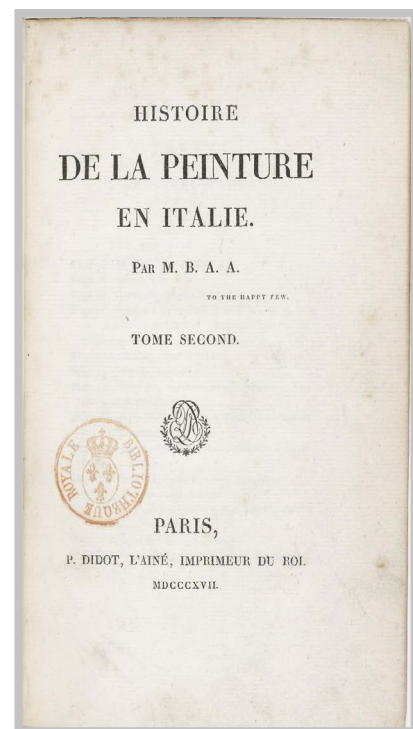 HISTOIRE
DE LA PEINTURE
EN ITALIE.
PAR M. B. A. A.
TO THE HAPPY FEW.
TOME SECOND.
BIBLIOTHEQUE ROYALE
PARIS,
P. DIDOT, L'AINÉ, IMPRIMEUR DU ROI.
MDCCCXVII.